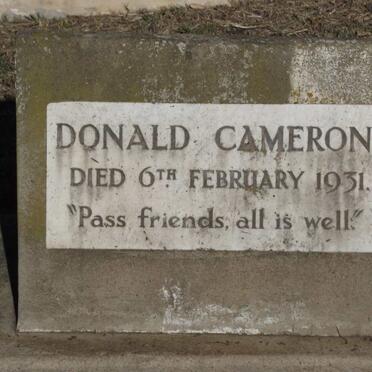 DONALD CAMERON
DIED 6TH FEBRUARY 1931.
"Pass friends, all is well."